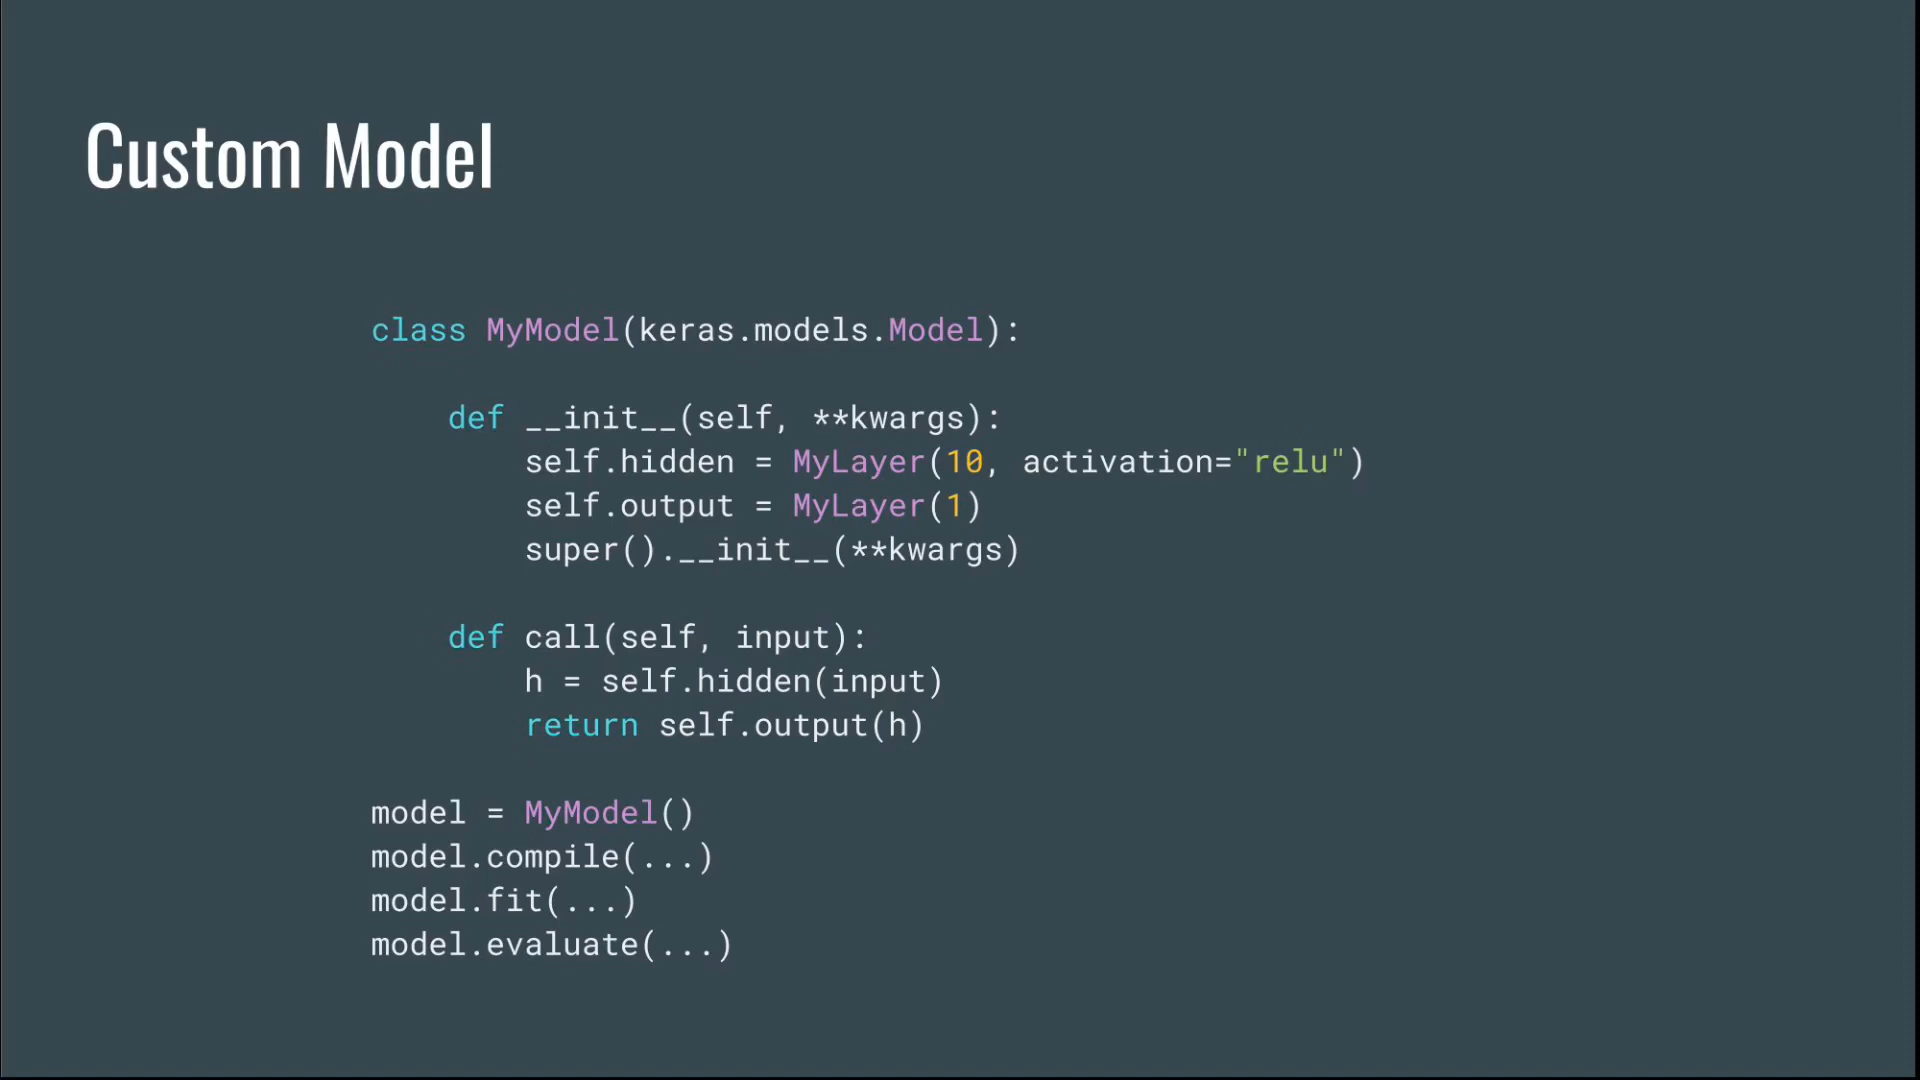 Custom Model
class MyModel(keras.models.Model):
    def __init__(self, **kwargs):
        self.hidden = MyLayer(10, activation="relu")
        self.output = MyLayer(1)
        super().__init__(**kwargs)
    def call(self, input):
        h = self.hidden(input)
        return self.output(h)
model = MyModel()
model.compile(...)
model.fit(...)
model.evaluate(...)